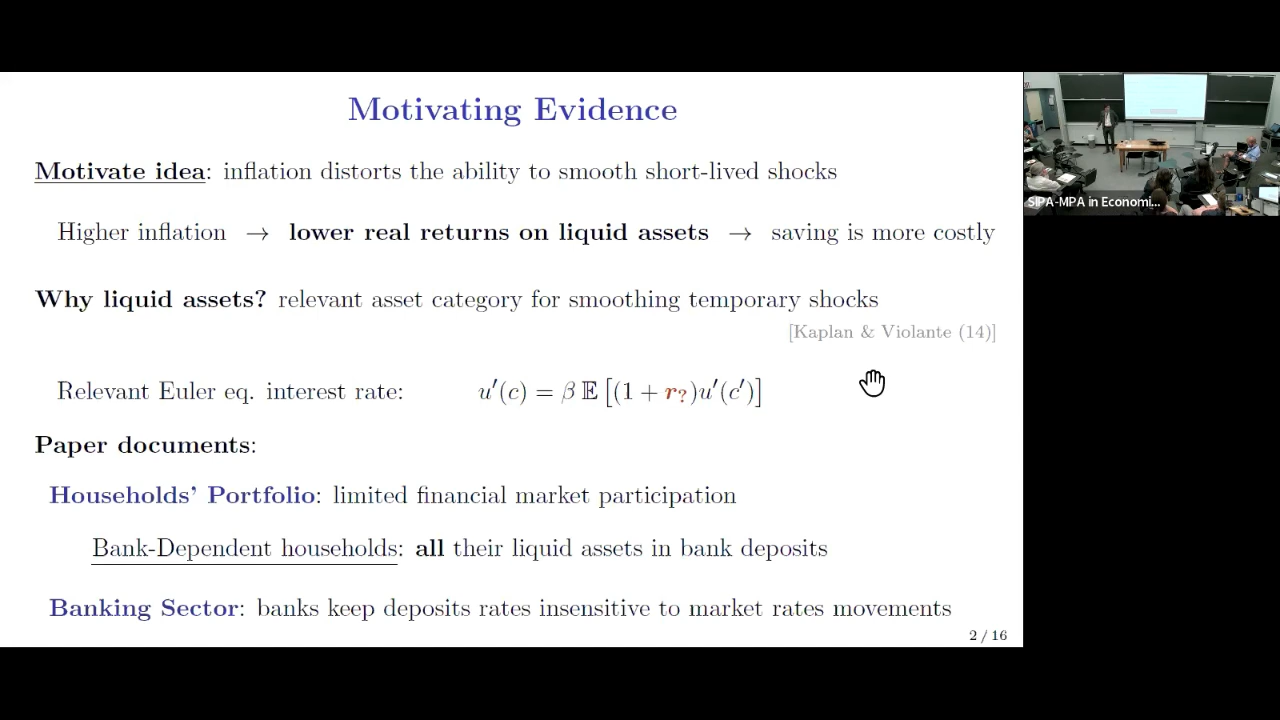 Motivating Evidence
Motivate idea: inflation distorts the ability to smooth short-lived shocks
Higher inflation → lower real returns on liquid assets → saving is more costly
Why liquid assets? relevant asset category for smoothing temporary shocks
[Kaplan & Violante (14)]
Relevant Euler eq. interest rate: u′(c) = β 𝔼 [(1 + r?)u′(c′)]
Paper documents:
Households' Portfolio: limited financial market participation
Bank-Dependent households: all their liquid assets in bank deposits
Banking Sector: banks keep deposits rates insensitive to market rates movements
2 / 16
SIPA-MPA in Economi...